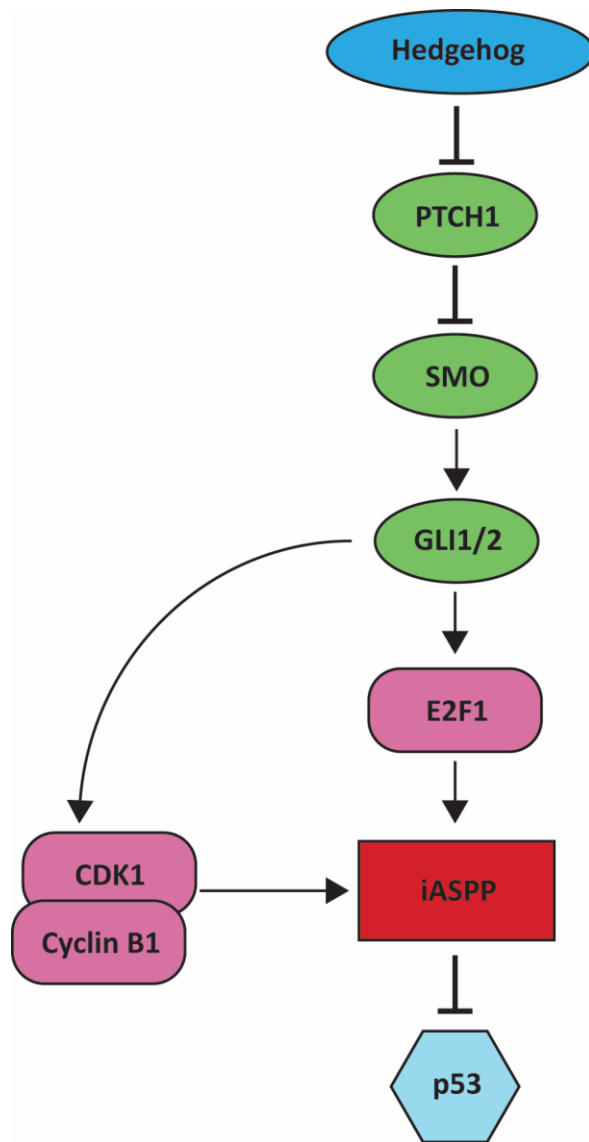 Hedgehog
PTCH1
SMO
GLI1/2
E2F1
CDK1
iASPP
Cyclin B1
p53